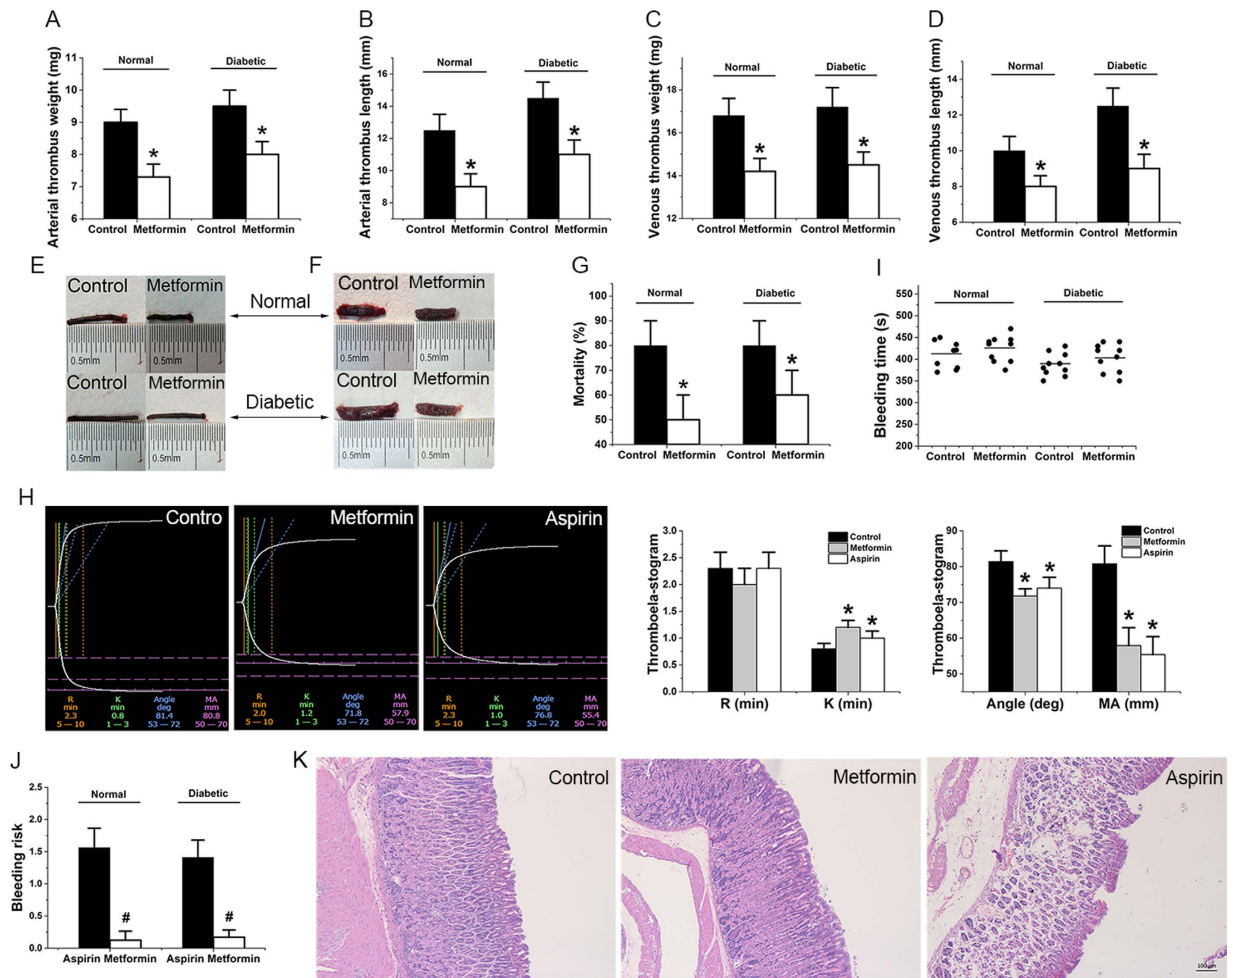 A
Arterial thrombus weight (mg)
11
10
9
8
7
6
Normal
Diabetic
*
*
Control Metformin
Control Metformin
B
Arterial thrombus length (mm)
16
14
12
10
8
Normal
Diabetic
*
*
Control Metformin
Control Metformin
C
Venous thrombus weight (mg)
18
16
14
12
Normal
Diabetic
*
*
Control Metformin
Control Metformin
D
Venous thrombus length (mm)
14
12
10
8
6
Normal
Diabetic
*
*
Control Metformin
Control Metformin
E
Control
Metformin
0.5mm
0.5mm
Control
Metformin
0.5mm
0.5mm
Normal
Diabetic
F
Control
Metformin
0.5mm
0.5mm
Control
Metformin
0.5mm
0.5mm
G
Mortality (%)
100
90
80
70
60
50
40
Normal
Diabetic
*
*
Control Metformin
Control Metformin
I
Bleeding time (s)
550
500
450
400
350
300
250
200
Normal
Diabetic
Control
Metformin
Control
Metformin
H
Contro
R
min
2.3
5 — 10
K
min
0.8
1 — 3
Angle
deg
81.4
53 — 72
MA
mm
80.8
50 — 70
Metformin
R
min
2.0
5 — 10
K
min
1.2
1 — 3
Angle
deg
71.8
53 — 72
MA
mm
57.9
50 — 70
Aspirin
R
min
2.3
5 — 10
K
min
1.0
1 — 3
Angle
deg
76.8
53 — 72
MA
mm
55.4
50 — 70
Thromboela-stogram
3.0
2.5
2.0
1.5
1.0
0.5
0.0
Control
Metformin
Aspirin
*
*
R (min)
K (min)
Thromboela-stogram
90
80
70
60
50
Control
Metformin
Aspirin
*
*
*
*
Angle (deg)
MA (mm)
J
Bleeding risk
2.5
2.0
1.5
1.0
0.5
0.0
Normal
Diabetic
#
#
Aspirin Metformin
Aspirin Metformin
K
Control
Metformin
Aspirin
100μm